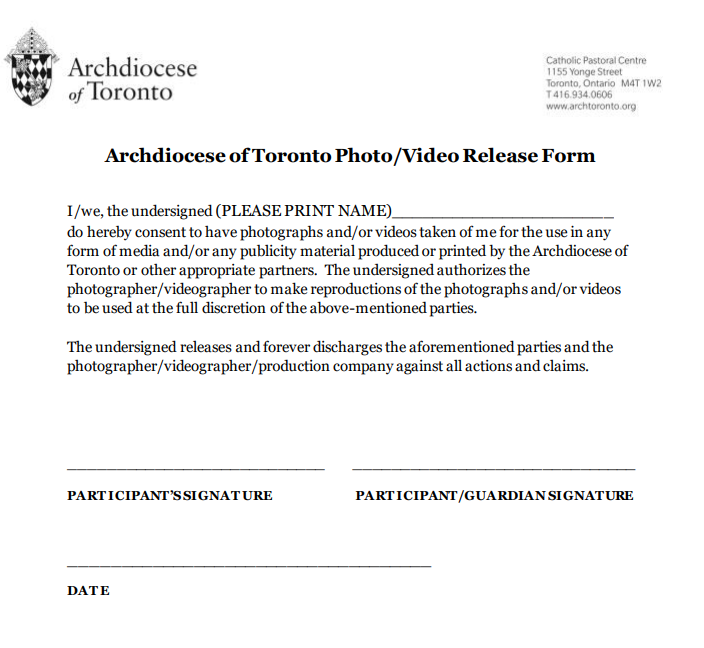 Archdiocese
of Toronto
Catholic Pastoral Centre
1155 Yonge Street
Toronto, Ontario M4T 1W2
T 416.934.0606
www.archtoronto.org
Archdiocese of Toronto Photo/Video Release Form
I/we, the undersigned (PLEASE PRINT NAME)__________________________
do hereby consent to have photographs and/or videos taken of me for the use in any
form of media and/or any publicity material produced or printed by the Archdiocese of
Toronto or other appropriate partners. The undersigned authorizes the
photographer/videographer to make reproductions of the photographs and/or videos
to be used at the full discretion of the above-mentioned parties.
The undersigned releases and forever discharges the aforementioned parties and the
photographer/videographer/production company against all actions and claims.
PARTICIPANT'S SIGNATURE
PARTICIPANT/GUARDIAN SIGNATURE
DATE